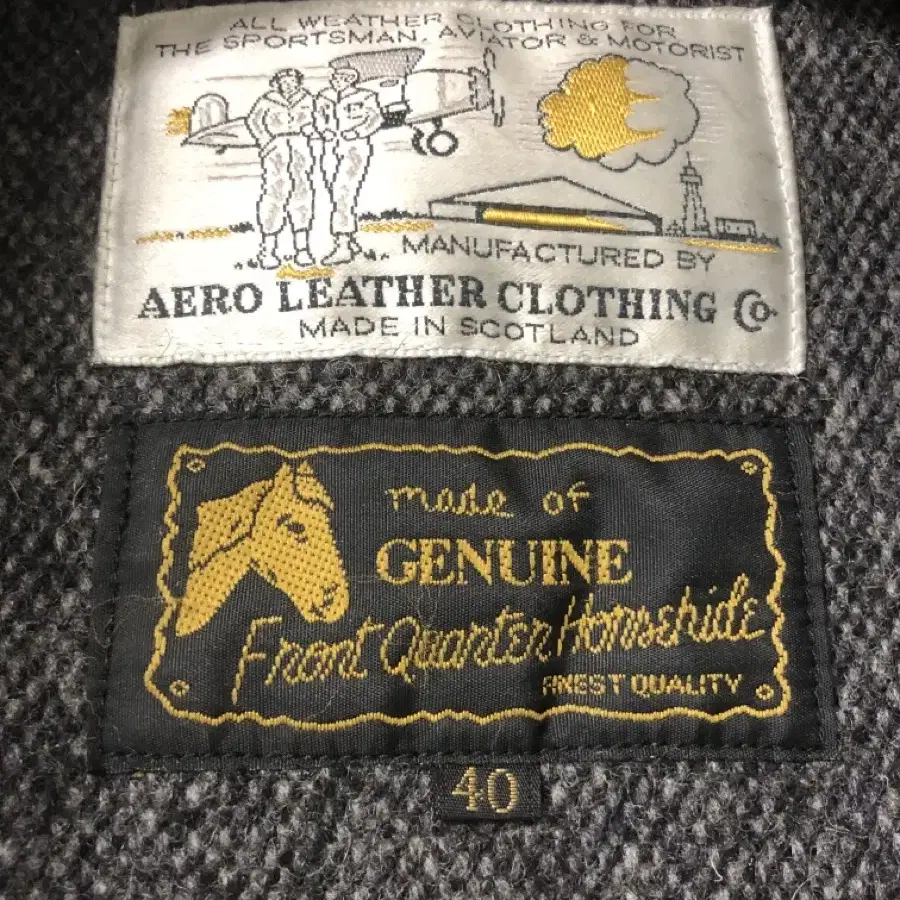 ALL WEATHER CLOTHING FOR
THE SPORTSMAN, AVIATOR & MOTORIST
MANUFACTURED BY
AERO LEATHER CLOTHING Co.
MADE IN SCOTLAND
made of
GENUINE
Front Quarter Horsehide
FINEST QUALITY
40